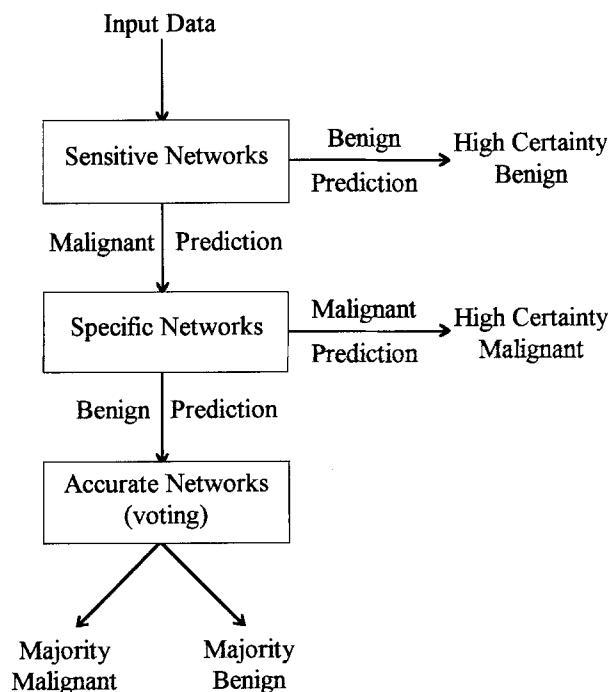 Input Data
Sensitive Networks
Benign
Prediction
High Certainty
Benign
Malignant Prediction
Specific Networks
Malignant
Prediction
High Certainty
Malignant
Benign Prediction
Accurate Networks
(voting)
Majority
Malignant
Majority
Benign